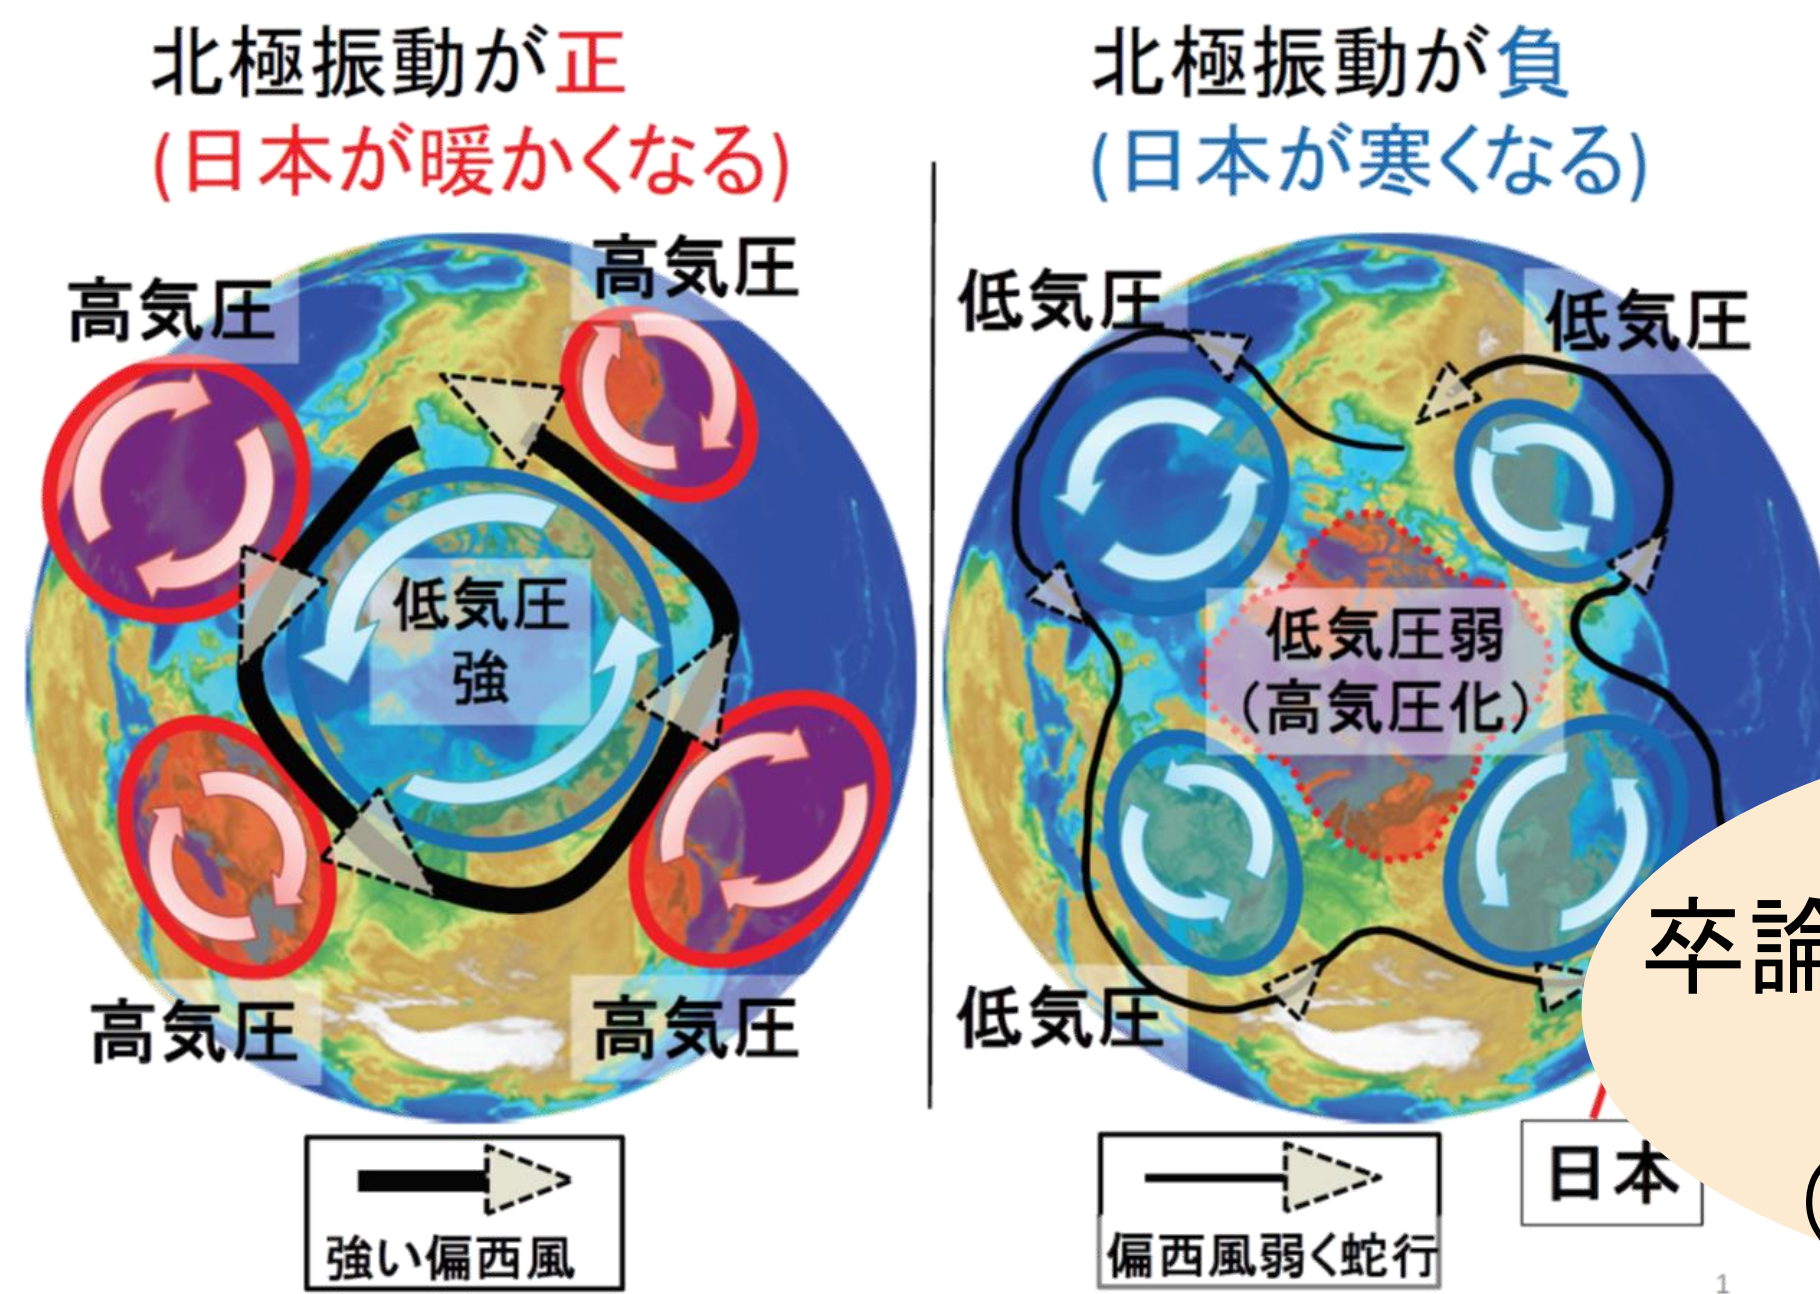 北極振動が正
(日本が暖かくなる)
高気圧
高気圧
低気圧
強
高気圧
高気圧
強い偏西風
北極振動が負
(日本が寒くなる)
低気圧
低気圧
低気圧弱
（高気圧化）
低気圧
日本
偏西風弱く蛇行
卒論
(
1